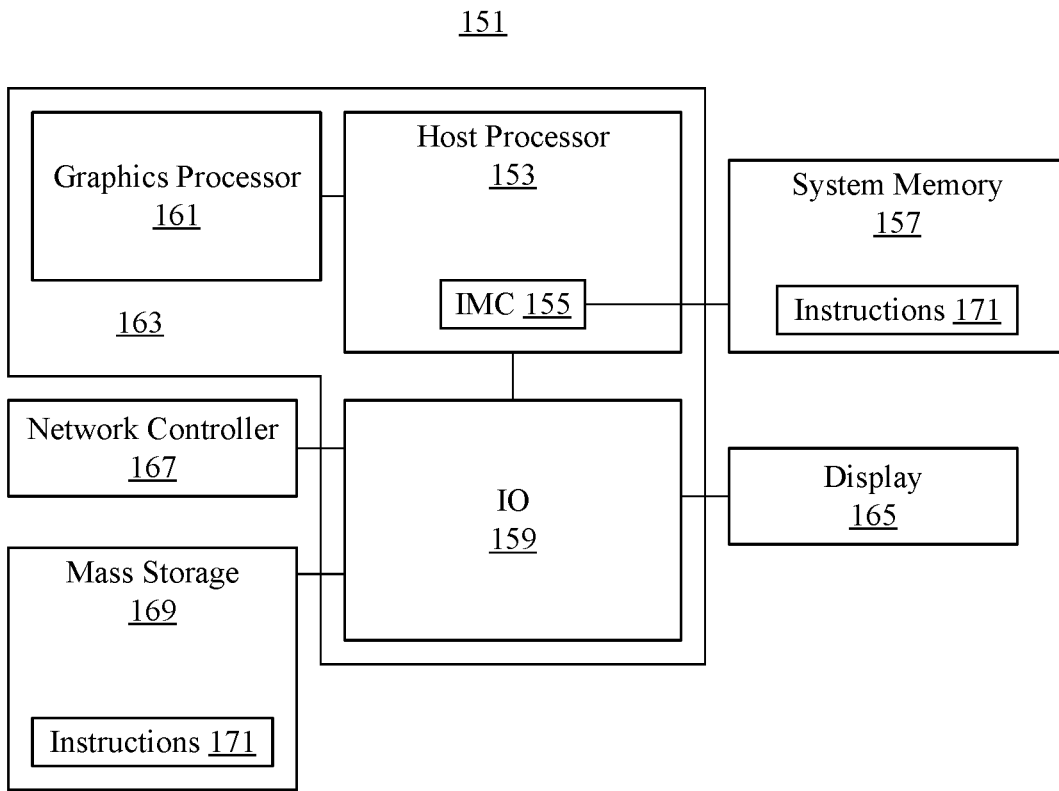 151
Graphics Processor
161
Host Processor
153
IMC 155
163
System Memory
157
Instructions 171
Network Controller
167
IO
159
Display
165
Mass Storage
169
Instructions 171